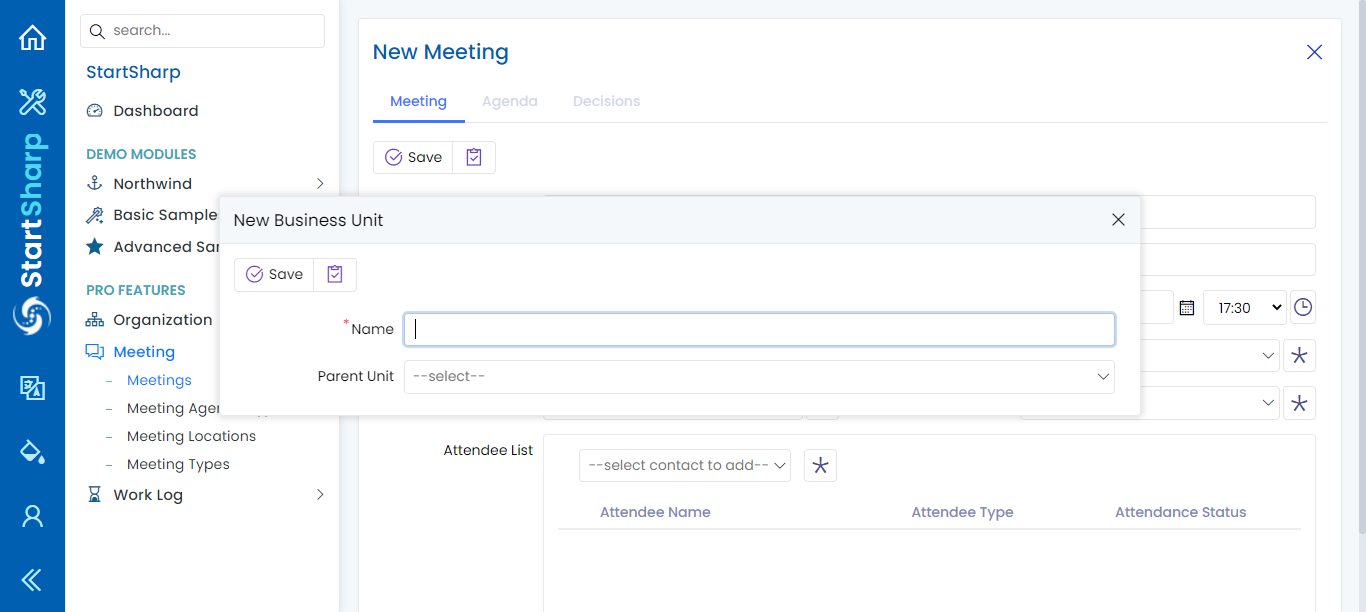 search...
StartSharp
Dashboard
DEMO MODULES
Northwind
Basic Sample
Advanced Sar
PRO FEATURES
Organization
Meeting
Meetings
Meeting Agen
Meeting Locations
Meeting Types
Work Log
StartSharp
New Meeting
Meeting Agenda Decisions
Save
New Business Unit
Save
* Name
Parent Unit --select--
17:30
Attendee List --select contact to add--
Attendee Name Attendee Type Attendance Status